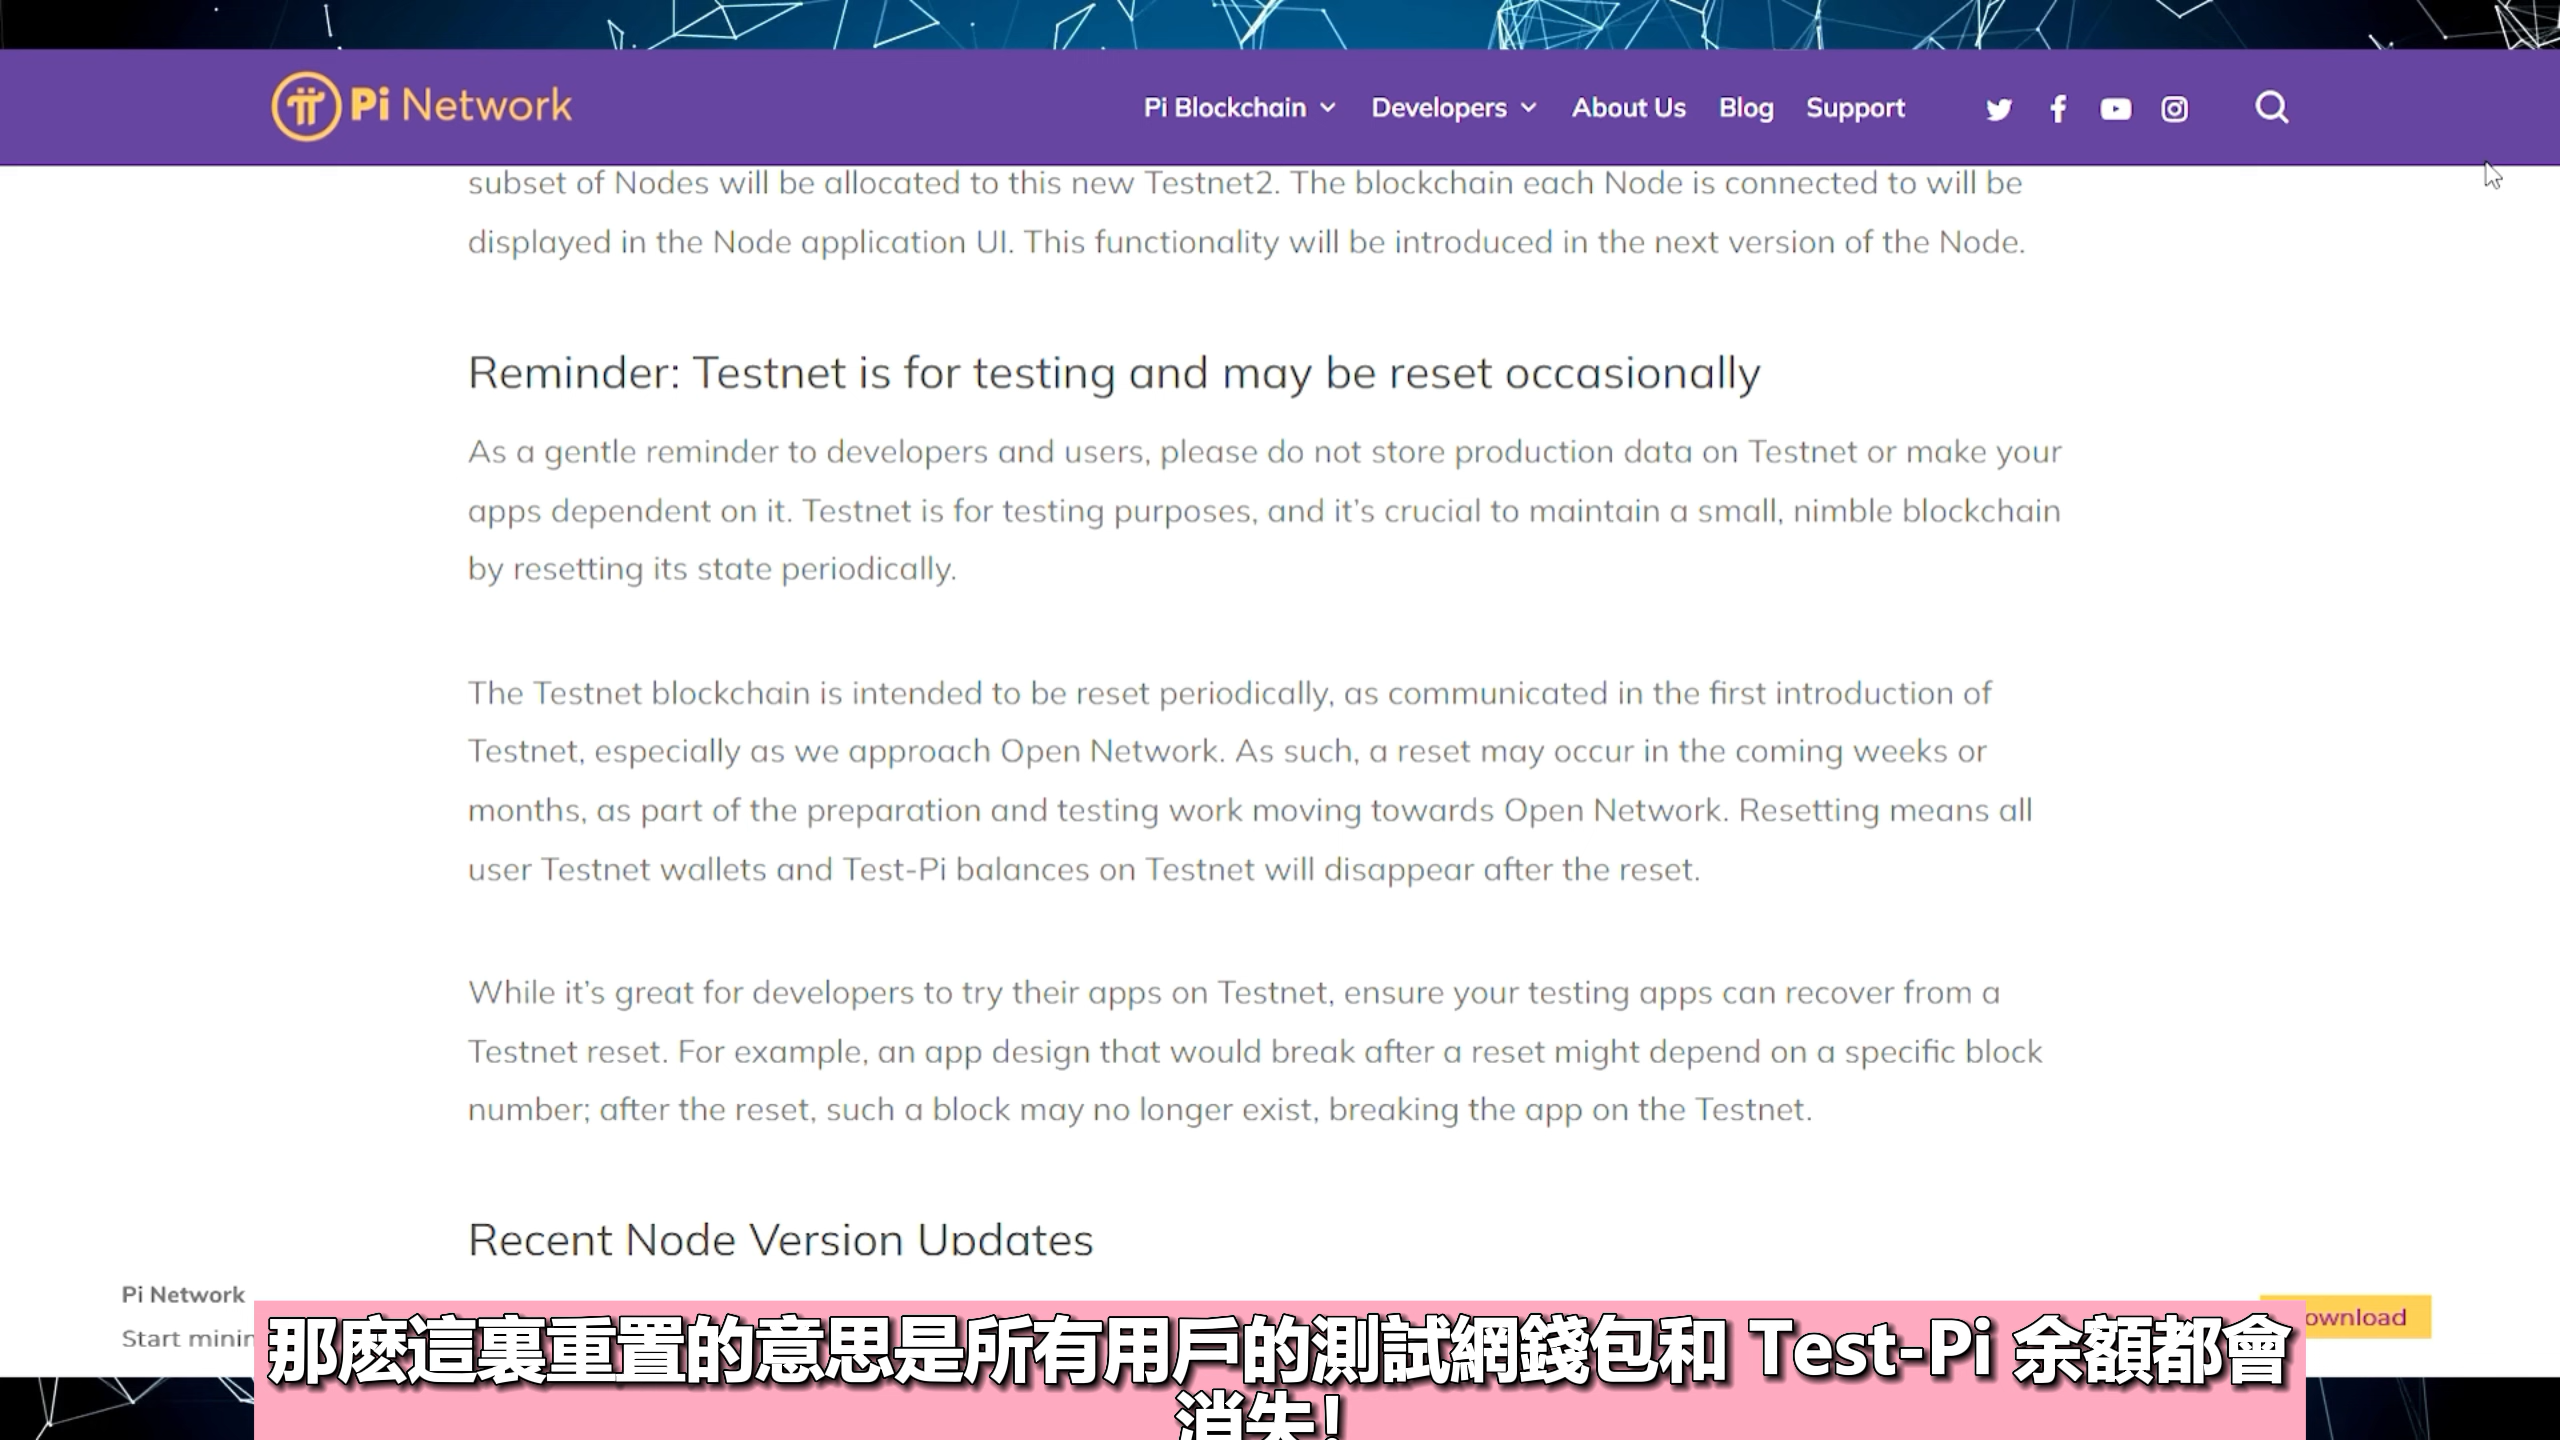 Pi Network
Pi Blockchain Developers About Us Blog Support
subset of Nodes will be allocated to this new Testnet2. The blockchain each Node is connected to will be
displayed in the Node application UI. This functionality will be introduced in the next version of the Node.
Reminder: Testnet is for testing and may be reset occasionally
As a gentle reminder to developers and users, please do not store production data on Testnet or make your
apps dependent on it. Testnet is for testing purposes, and it’s crucial to maintain a small, nimble blockchain
by resetting its state periodically.
The Testnet blockchain is intended to be reset periodically, as communicated in the first introduction of
Testnet, especially as we approach Open Network. As such, a reset may occur in the coming weeks or
months, as part of the preparation and testing work moving towards Open Network. Resetting means all
user Testnet wallets and Test-Pi balances on Testnet will disappear after the reset.
While it’s great for developers to try their apps on Testnet, ensure your testing apps can recover from a
Testnet reset. For example, an app design that would break after a reset might depend on a specific block
number; after the reset, such a block may no longer exist, breaking the app on the Testnet.
Recent Node Version Updates
Pi Network
Start minin
ownload
那麽這裏重置的意思是所有用戶的測試網錢包和 Test-Pi 余額都會
消失!